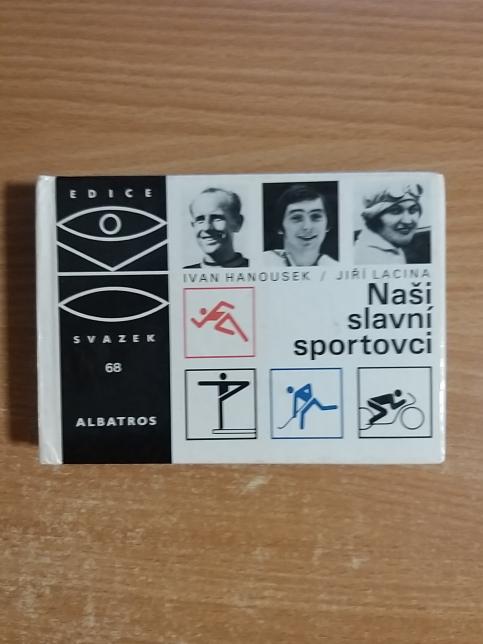 EDICE
SVAZEK
68
ALBATROS
IVAN HANOUSEK / JIŘÍ LACINA
Naši
slavní
sportovci